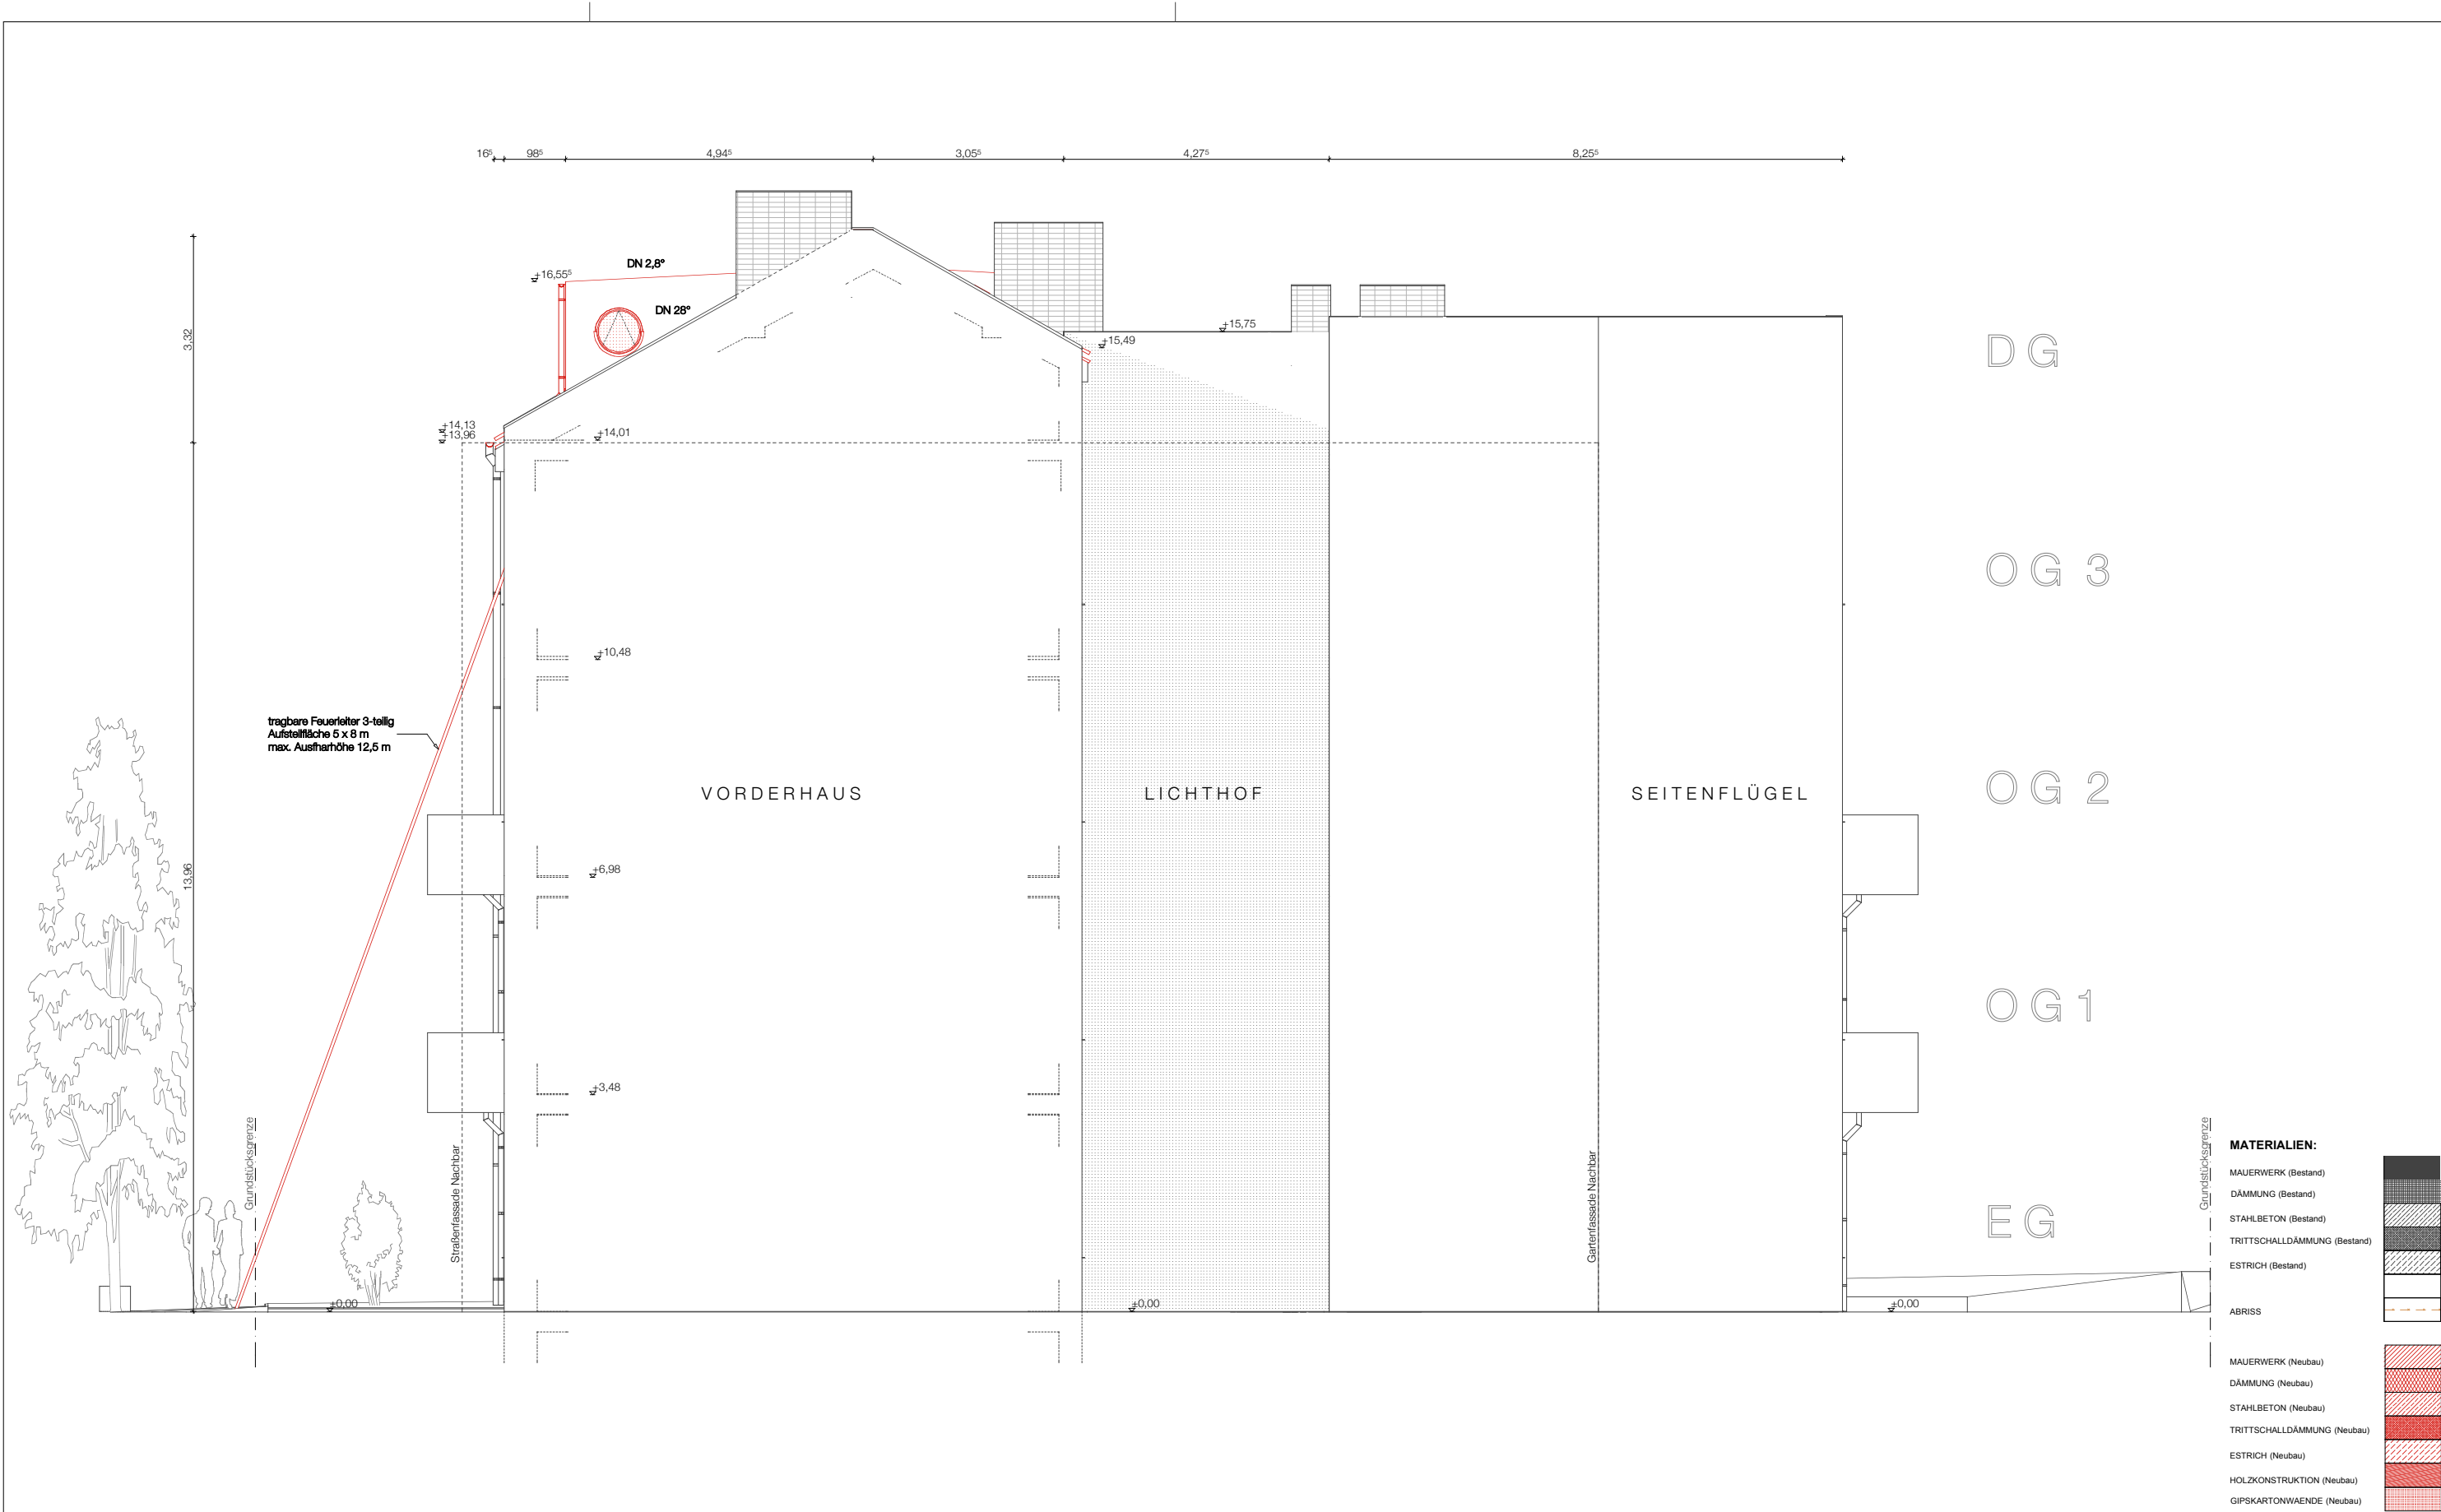 16⁵ 98⁵ 4,94⁵ 3,05⁵ 4,27⁵ 8,25⁵
DN 2,8°
+16,55⁵
DN 28°
3,32
+15,75
+15,49
DG
+14,13
+13,96
+14,01
OG 3
+10,48
tragbare Feuerleiter 3-teilig
Aufstellfläche 5 x 8 m
max. Ausfharhöhe 12,5 m
VORDERHAUS
LICHTHOF
SEITENFLÜGEL
OG 2
13,96
+6,98
OG 1
+3,48
Grundstücksgrenze
Straßenfassade Nachbar
Gartenfassade Nachbar
Grundstücksgrenze
EG
±0,00
±0,00
±0,00
MATERIALIEN:
MAUERWERK (Bestand)
DÄMMUNG (Bestand)
STAHLBETON (Bestand)
TRITTSCHALLDÄMMUNG (Bestand)
ESTRICH (Bestand)
ABRISS
MAUERWERK (Neubau)
DÄMMUNG (Neubau)
STAHLBETON (Neubau)
TRITTSCHALLDÄMMUNG (Neubau)
ESTRICH (Neubau)
HOLZKONSTRUKTION (Neubau)
GIPSKARTONWAENDE (Neubau)